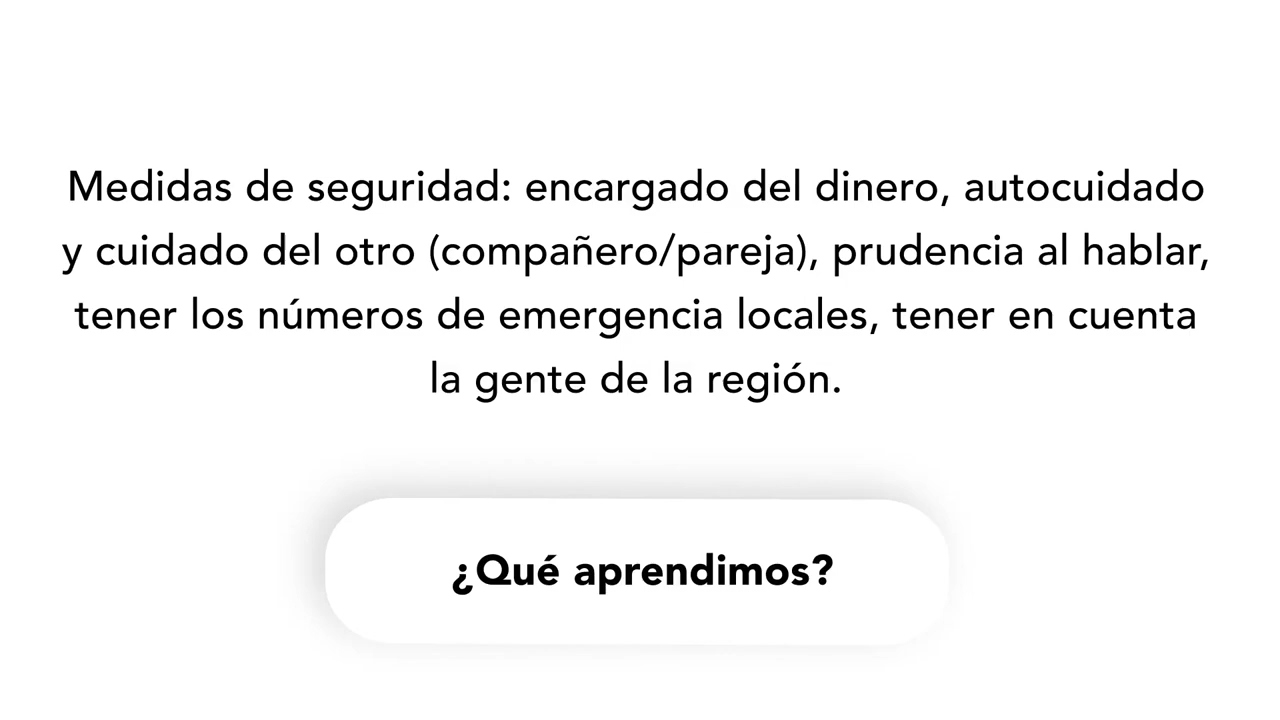 Medidas de seguridad: encargado del dinero, autocuidado
y cuidado del otro (compañero/pareja), prudencia al hablar,
tener los números de emergencia locales, tener en cuenta
la gente de la región.
¿Qué aprendimos?